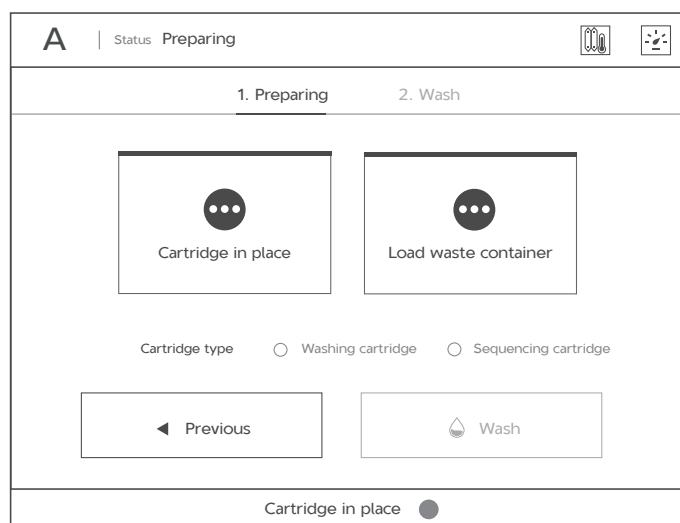 A | Status Preparing
1. Preparing 2. Wash
Cartridge in place Load waste container
Cartridge type Washing cartridge Sequencing cartridge
Previous Wash
Cartridge in place